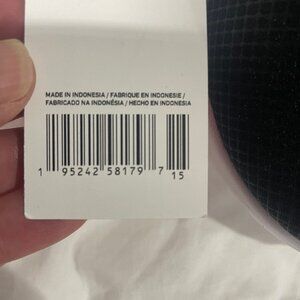 MADE IN INDONESIA / FABRIQUE EN INDONESIE /
FABRICADO NA INDONÉSIA / HECHO EN INDONESIA
1 95242 58179 7 15